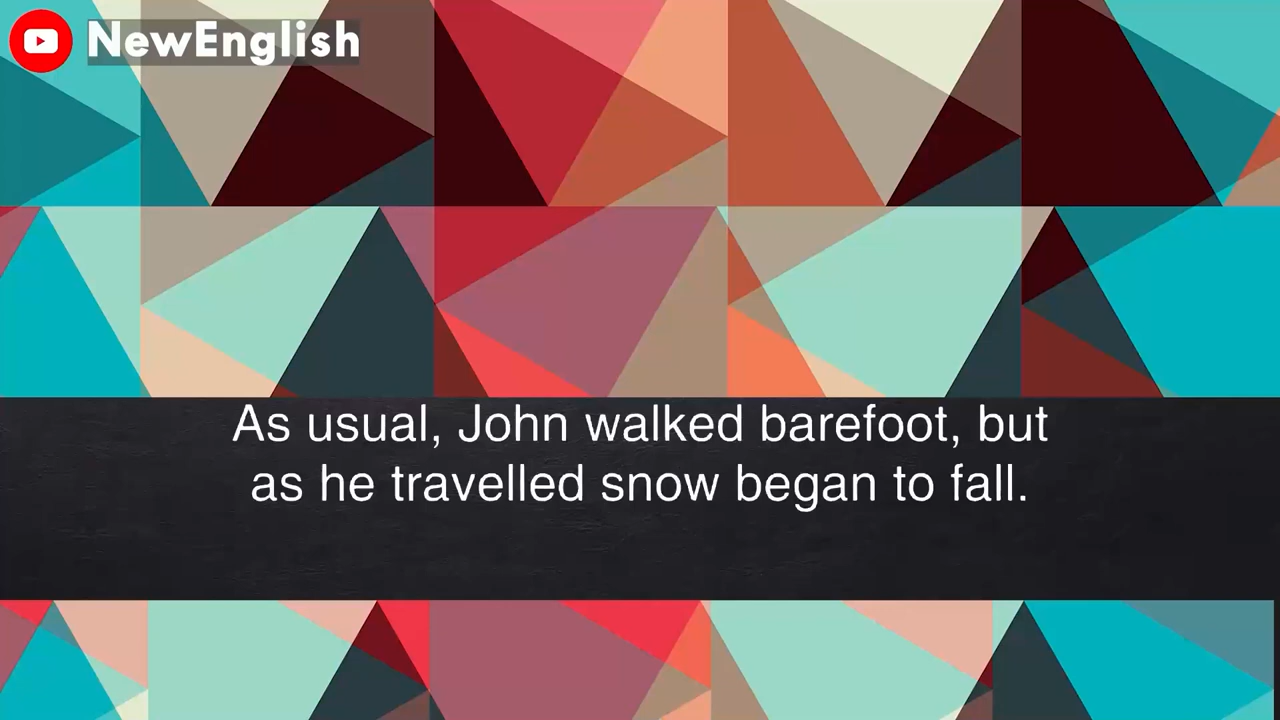 NewEnglish
As usual, John walked barefoot, but
as he travelled snow began to fall.